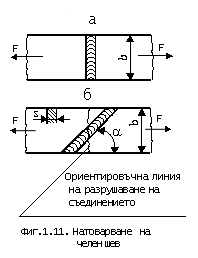 а
F b F
б
F s α b F
Ориентировъчна линия
на разрушаване на
съединението
Фиг.1.11. Натоварване на
челен шев